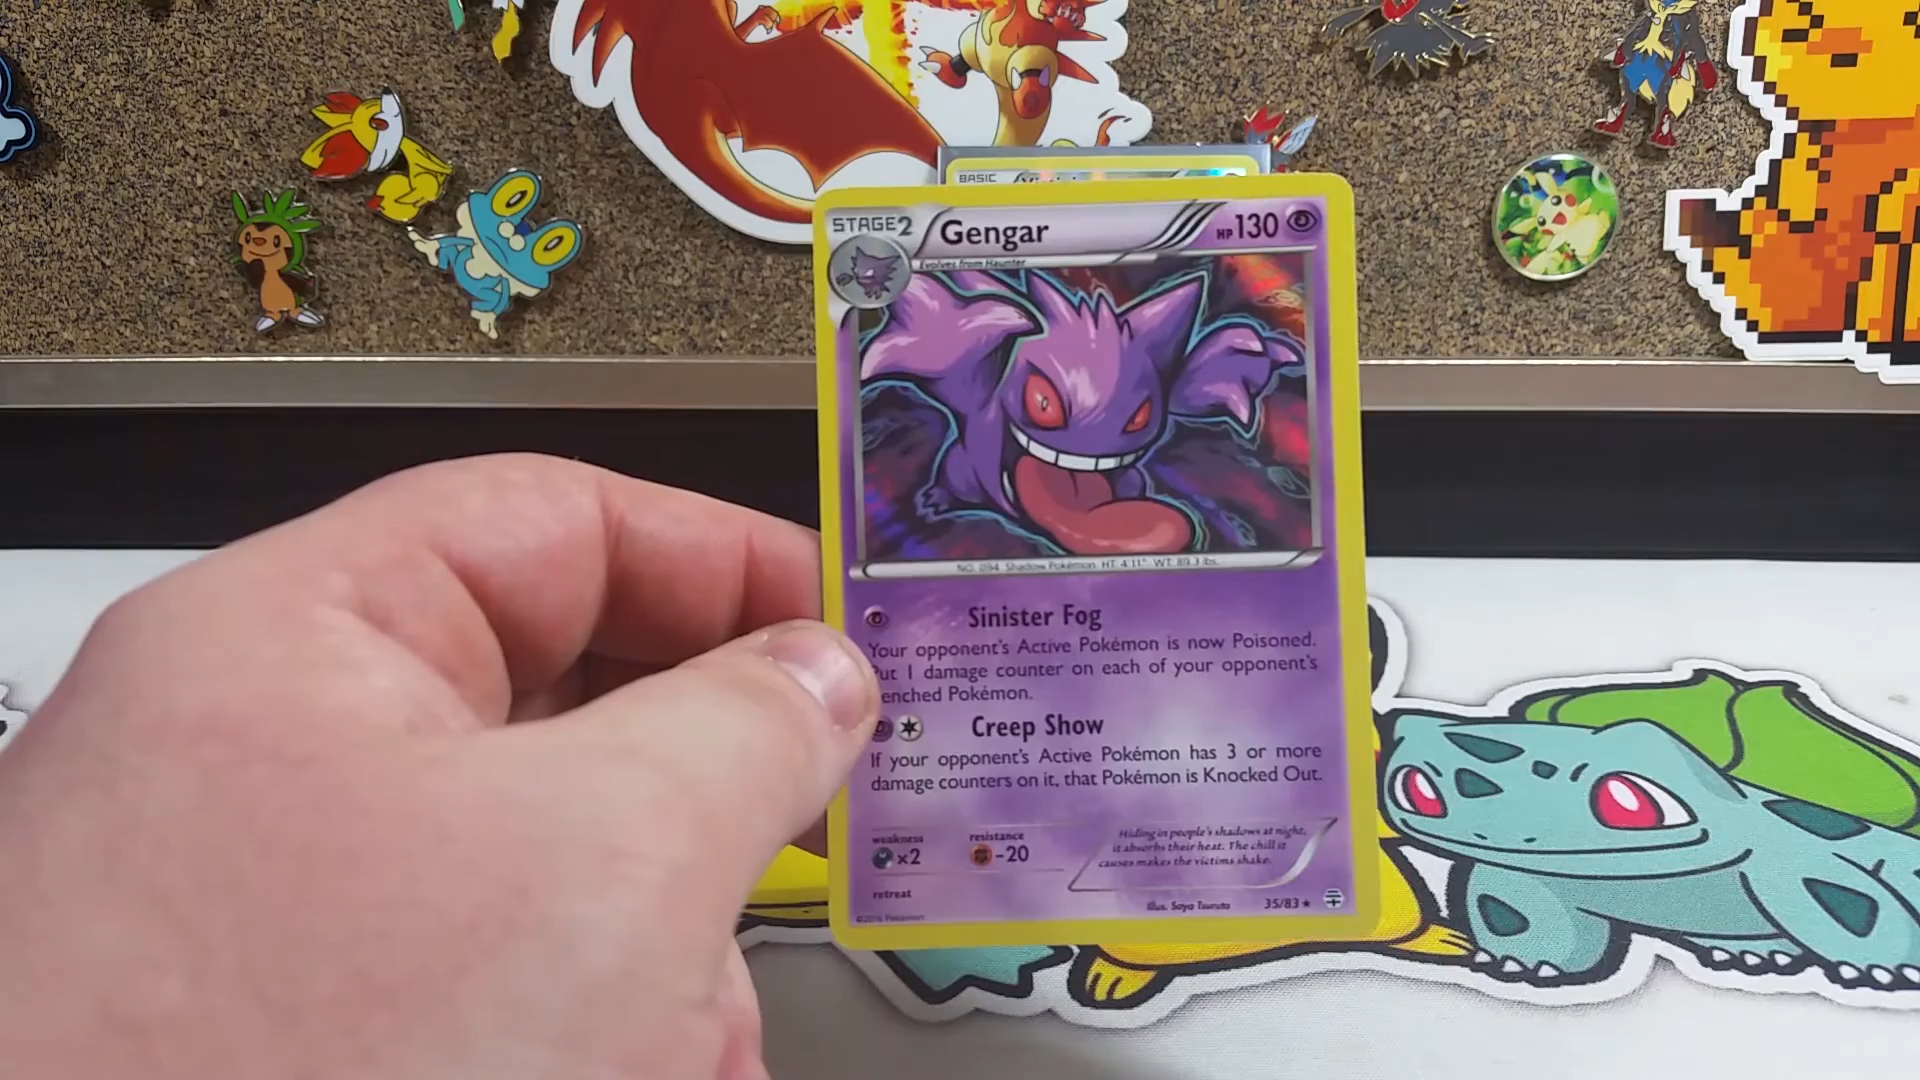 BASIC
STAGE2 Gengar HP130
Evolves from Haunter
NO. 094 Shadow Pokémon HT: 4'11" WT: 89.3 lbs.
Sinister Fog
Your opponent's Active Pokémon is now Poisoned.
Put 1 damage counter on each of your opponent's
enched Pokémon.
Creep Show
If your opponent's Active Pokémon has 3 or more
damage counters on it, that Pokémon is Knocked Out.
weakness resistance
×2 -20
Hiding in people's shadows at night,
it absorbs their heat. The chill it
causes makes the victims shake.
retreat
Illus. Saya Tsuruta 35/83
©2016 Pokémon